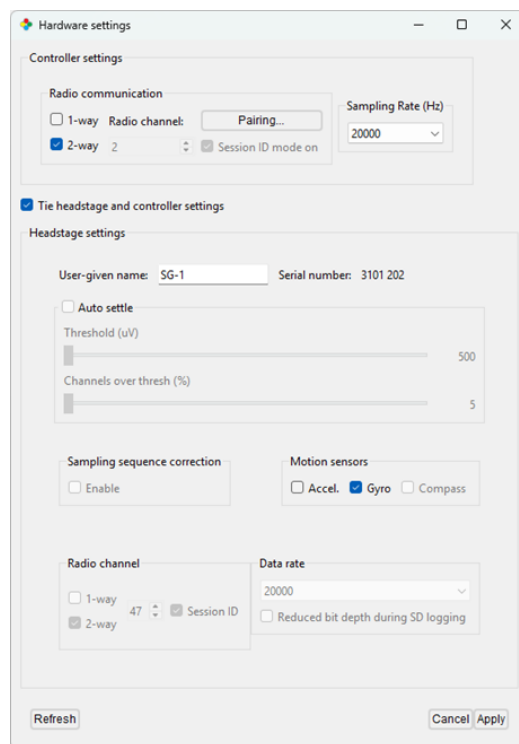 Hardware settings
Controller settings
Radio communication
1-way Radio channel: Pairing...
2-way 2 Session ID mode on
Sampling Rate (Hz)
20000
Tie headstage and controller settings
Headstage settings
User-given name: SG-1 Serial number: 3101 202
Auto settle
Threshold (uV)
500
Channels over thresh (%)
5
Sampling sequence correction
Enable
Motion sensors
Accel. Gyro Compass
Radio channel
1-way
2-way
47 Session ID
Data rate
20000
Reduced bit depth during SD logging
Refresh Cancel Apply